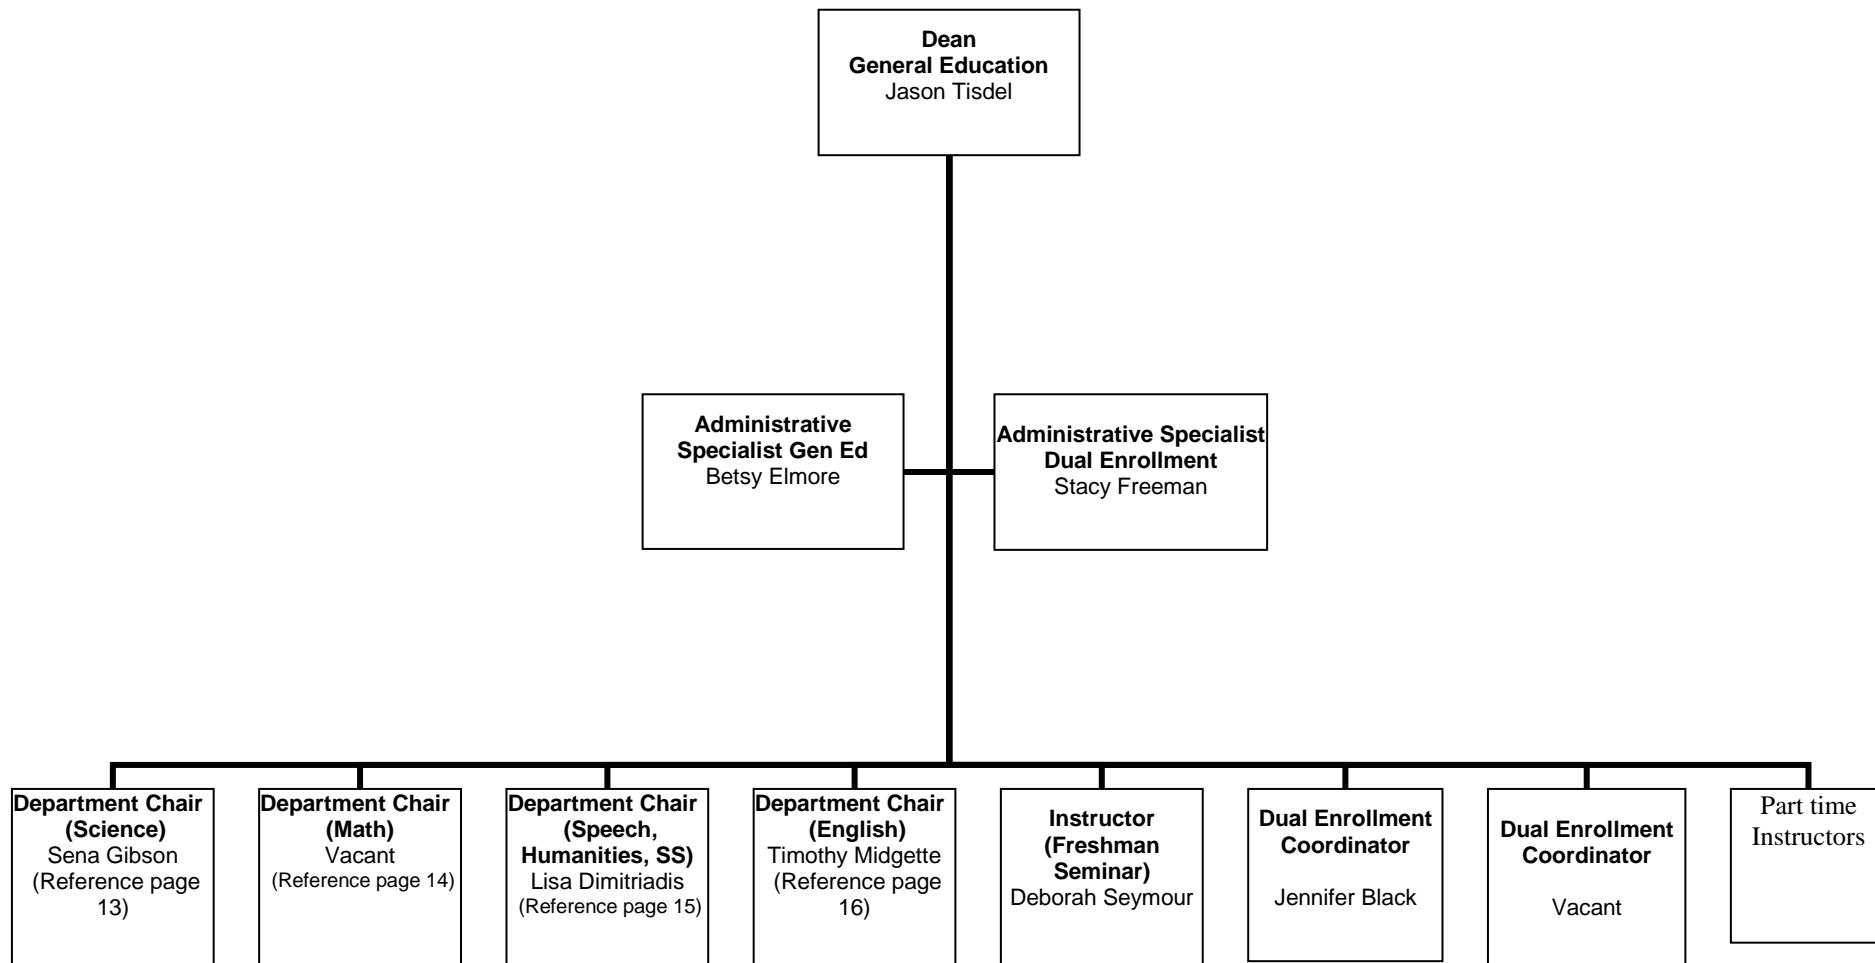 Dean
General Education
Jason Tisdel
Administrative
Specialist Gen Ed
Betsy Elmore
Administrative Specialist
Dual Enrollment
Stacy Freeman
Department Chair
(Science)
Sena Gibson
(Reference page
13)
Department Chair
(Math)
Vacant
(Reference page 14)
Department Chair
(Speech,
Humanities, SS)
Lisa Dimitriadis
(Reference page 15)
Department Chair
(English)
Timothy Midgette
(Reference page
16)
Instructor
(Freshman
Seminar)
Deborah Seymour
Dual Enrollment
Coordinator
Jennifer Black
Dual Enrollment
Coordinator
Vacant
Part time
Instructors